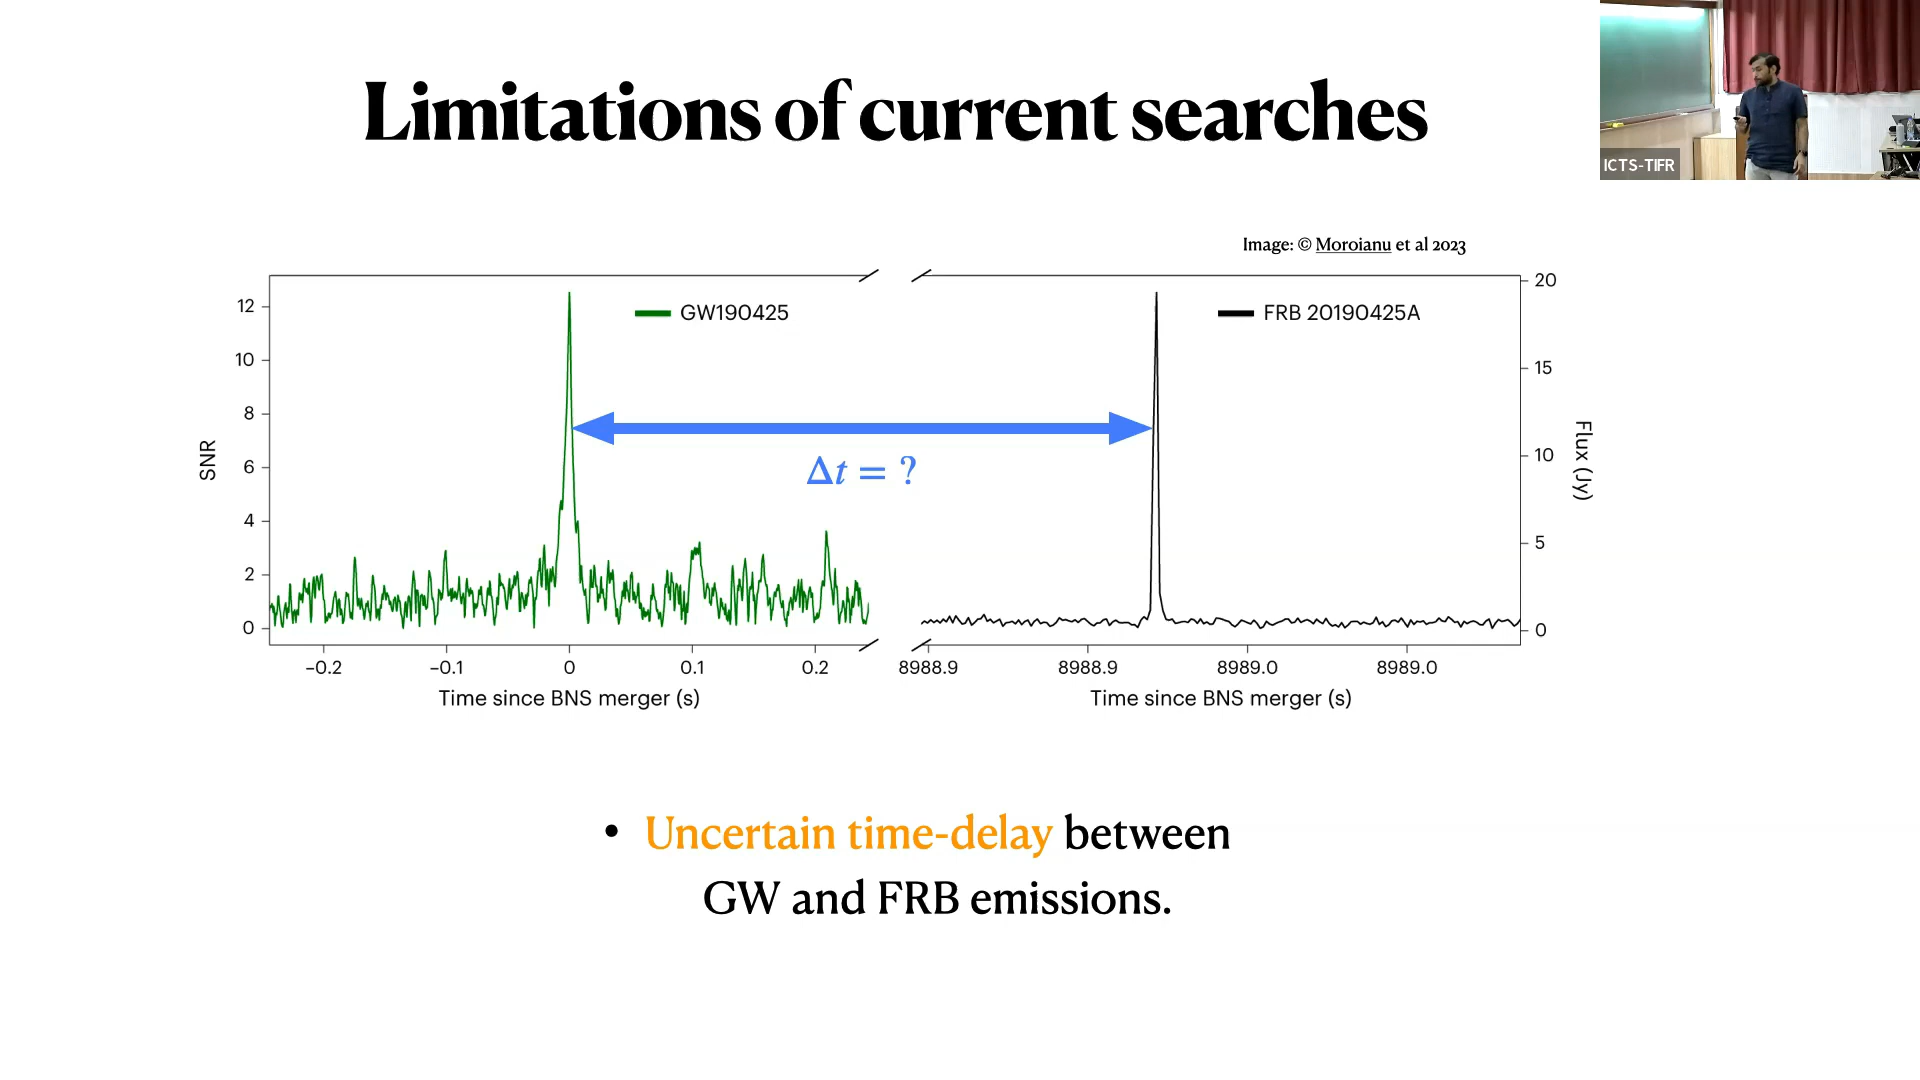 Limitations of current searches
ICTS-TIFR
Image: © Moroianu et al 2023
GW190425
FRB 20190425A
12
10
8
6
4
2
0
SNR
20
15
10
5
0
Flux (Jy)
Δt = ?
−0.2 −0.1 0 0.1 0.2
8988.9 8988.9 8989.0 8989.0
Time since BNS merger (s)
Time since BNS merger (s)
• Uncertain time-delay between
GW and FRB emissions.